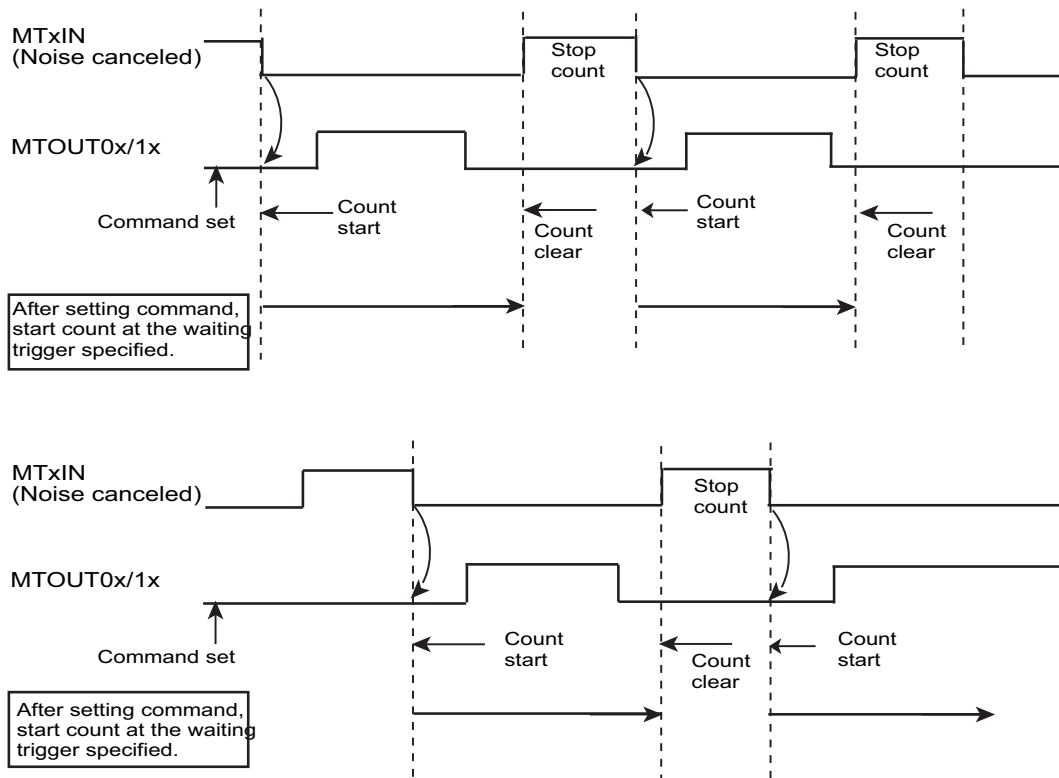 MTxIN
(Noise canceled)
Stop
count
Stop
count
MTOUT0x/1x
Command set
Count
start
Count
clear
Count
start
Count
clear
After setting command,
start count at the waiting
trigger specified.
MTxIN
(Noise canceled)
Stop
count
MTOUT0x/1x
Command set
Count
start
Count
clear
Count
start
After setting command,
start count at the waiting
trigger specified.